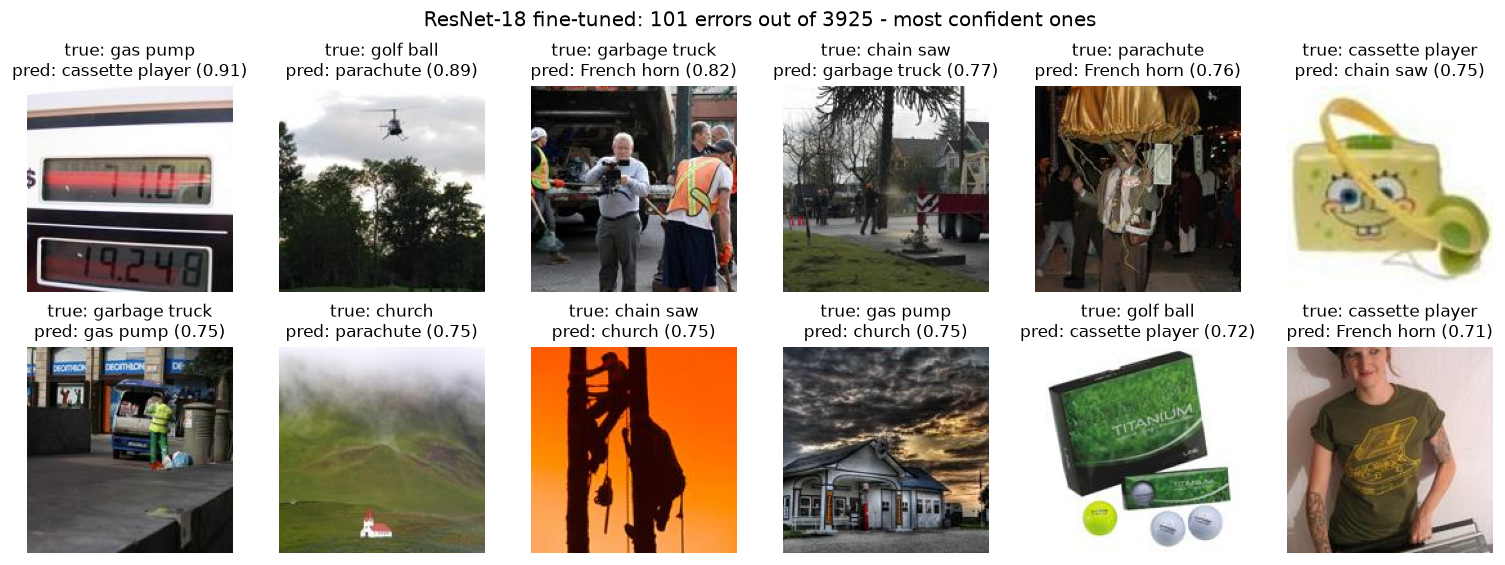 ResNet-18 fine-tuned: 101 errors out of 3925 - most confident ones
true: gas pump
pred: cassette player (0.91)
true: golf ball
pred: parachute (0.89)
true: garbage truck
pred: French horn (0.82)
true: chain saw
pred: garbage truck (0.77)
true: parachute
pred: French horn (0.76)
true: cassette player
pred: chain saw (0.75)
$ 71.0
19.248
true: garbage truck
pred: gas pump (0.75)
true: church
pred: parachute (0.75)
true: chain saw
pred: church (0.75)
true: gas pump
pred: church (0.75)
true: golf ball
pred: cassette player (0.72)
true: cassette player
pred: French horn (0.71)
DECATHLON
DE
TITANIUM
TITANIUM